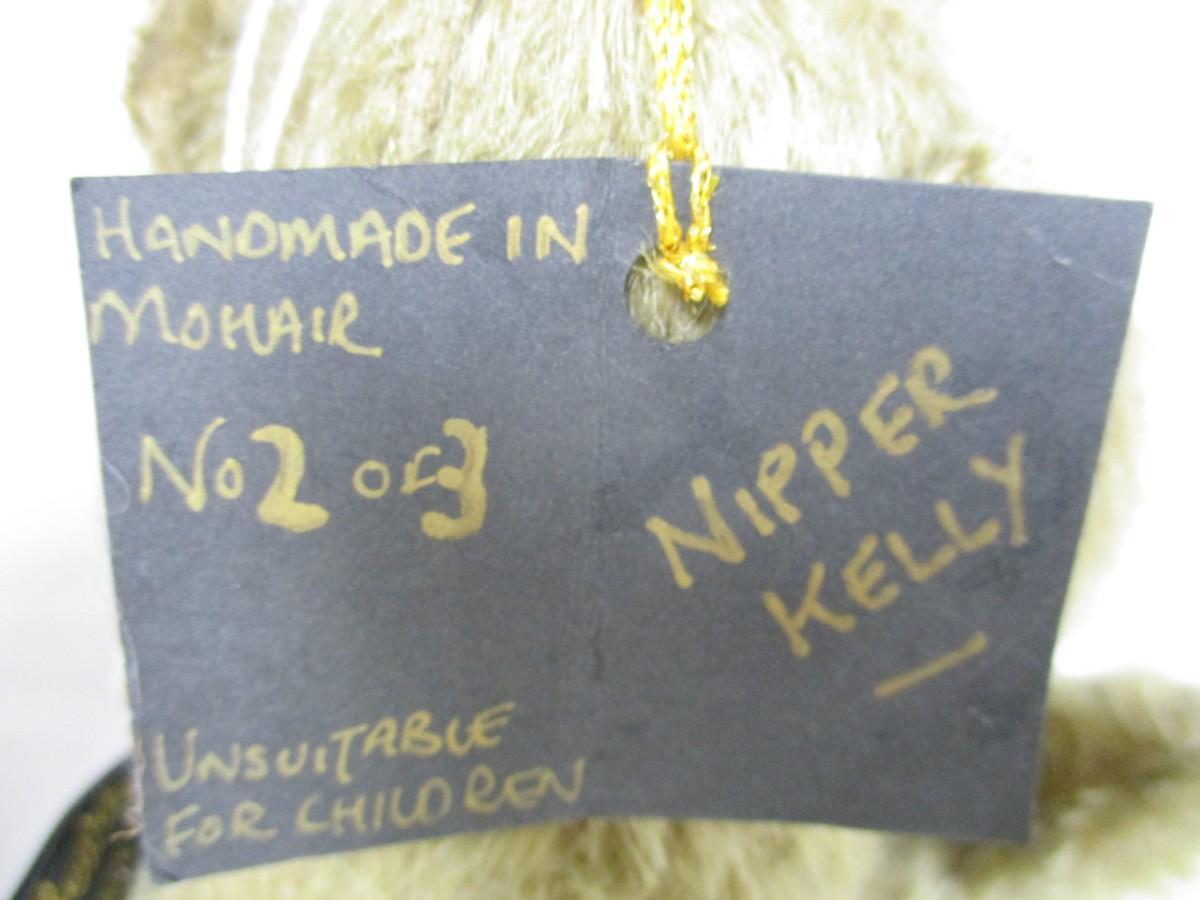 HANDMADE IN
MOHAIR
No 2 OF 3
UNSUITABLE
FOR CHILDREN
NIPPER
KELLY